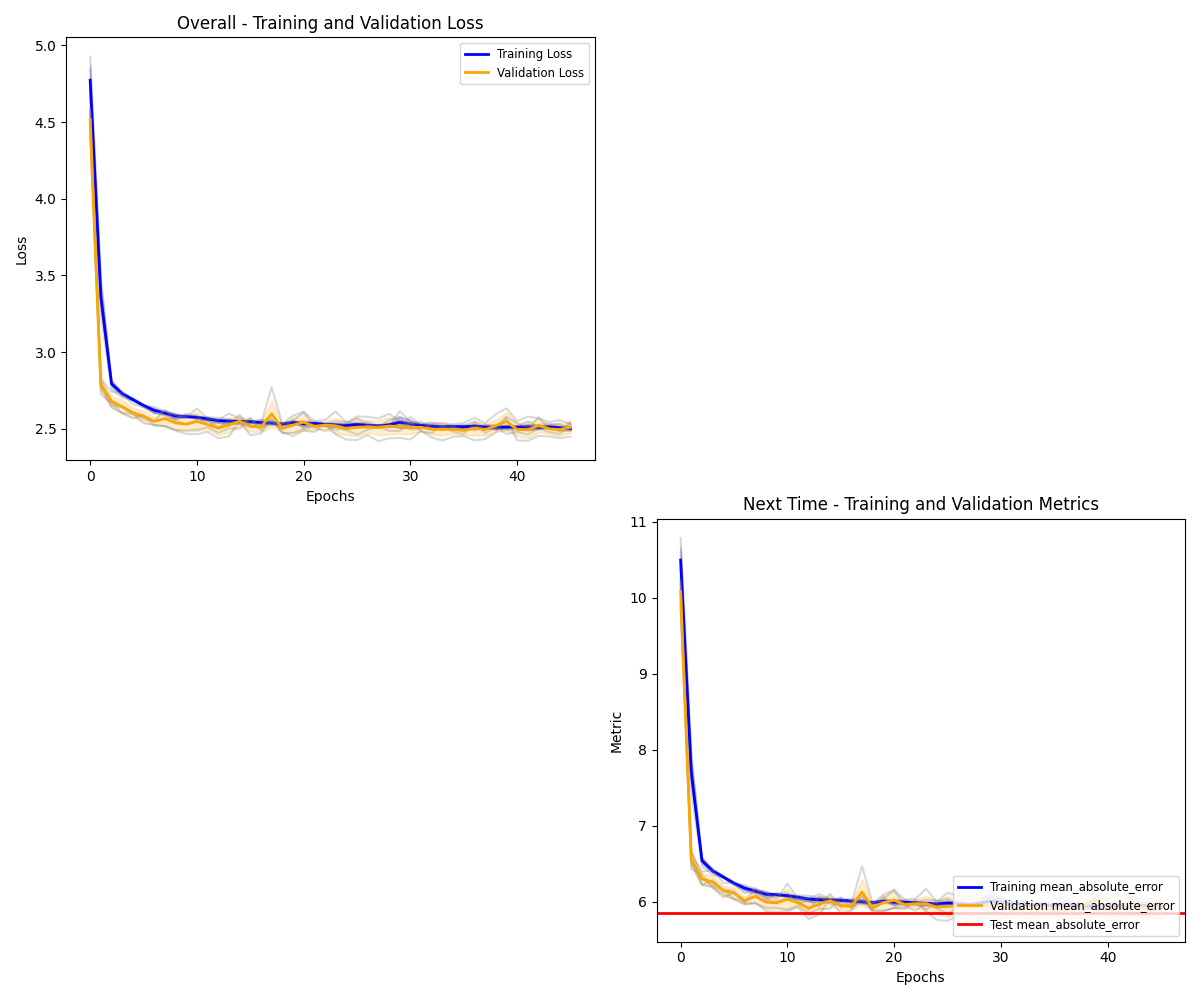 Overall - Training and Validation Loss
5.0
4.5
4.0
3.5
3.0
2.5
Loss
Training Loss
Validation Loss
0 10 20 30 40
Epochs
Next Time - Training and Validation Metrics
11
10
9
8
7
6
Metric
Training mean_absolute_error
Validation mean_absolute_error
Test mean_absolute_error
0 10 20 30 40
Epochs